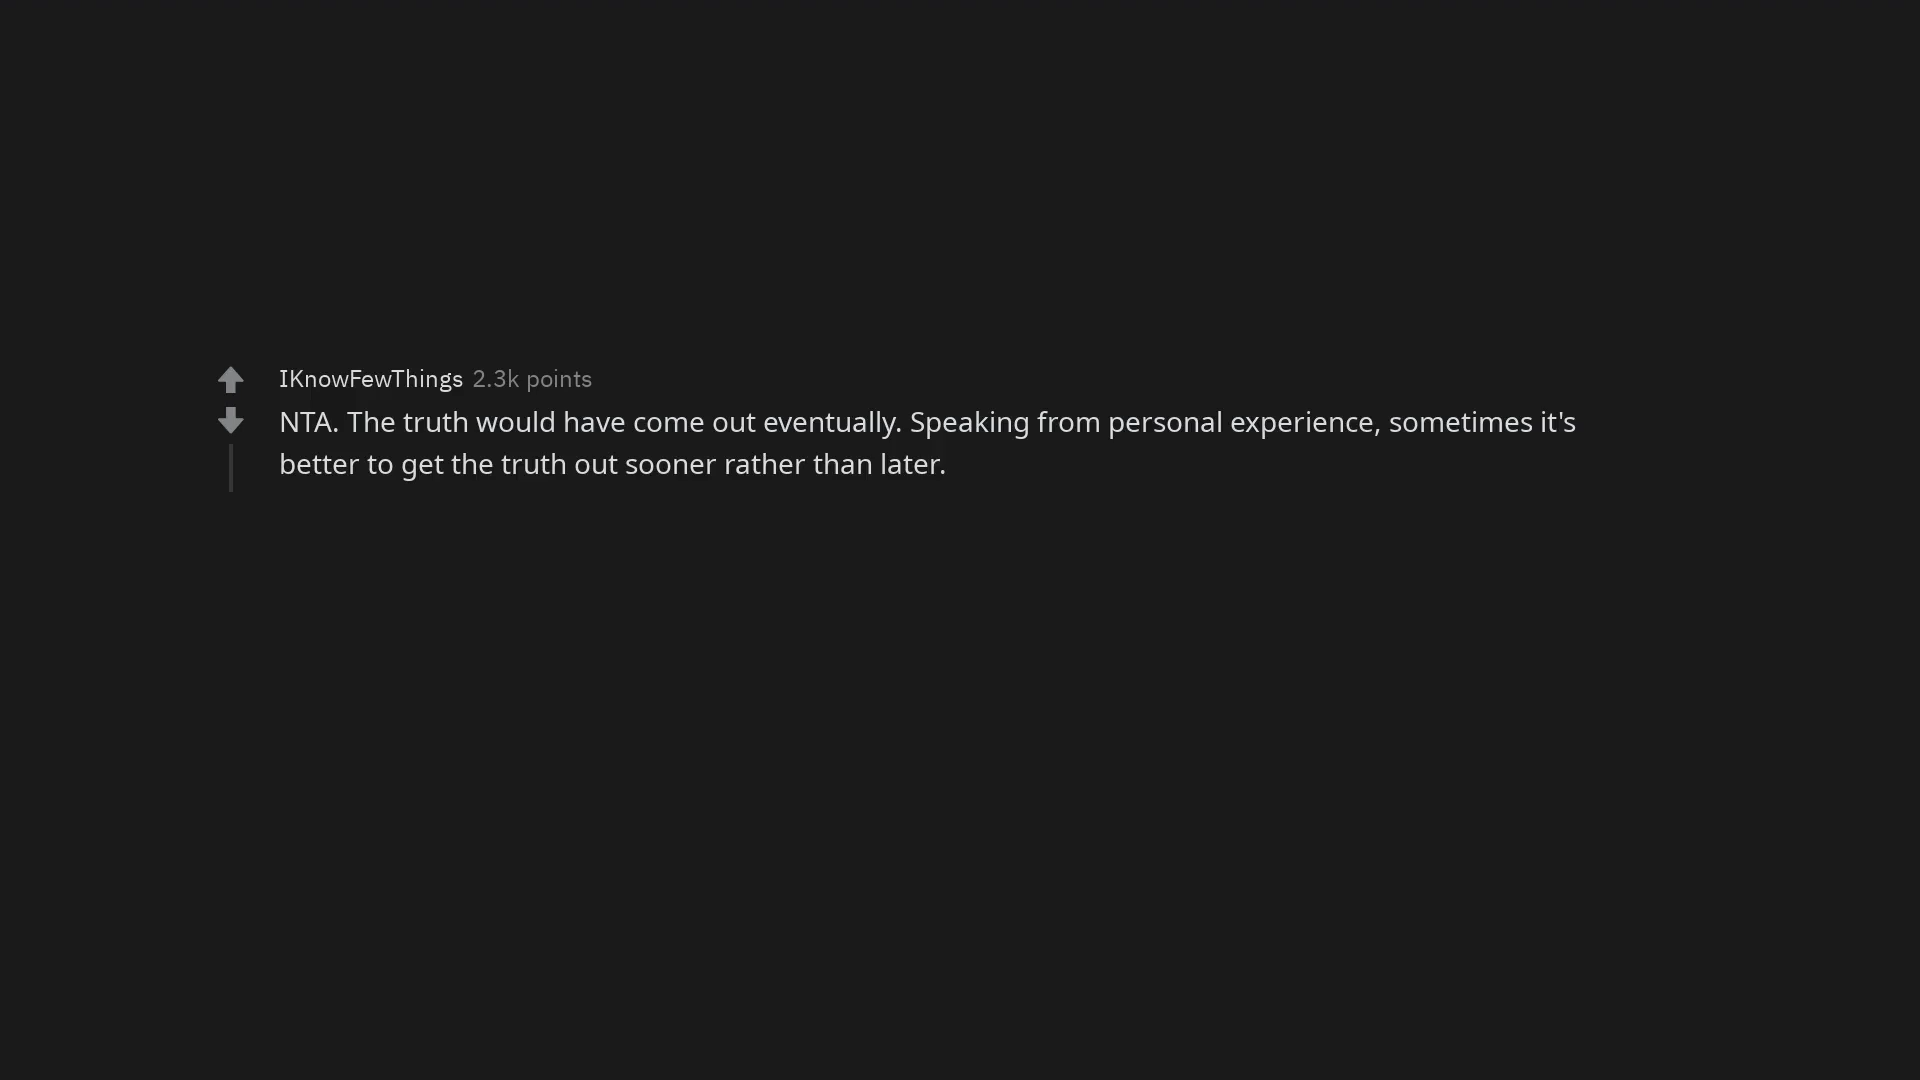 IKnowFewThings 2.3k points
NTA. The truth would have come out eventually. Speaking from personal experience, sometimes it's
better to get the truth out sooner rather than later.